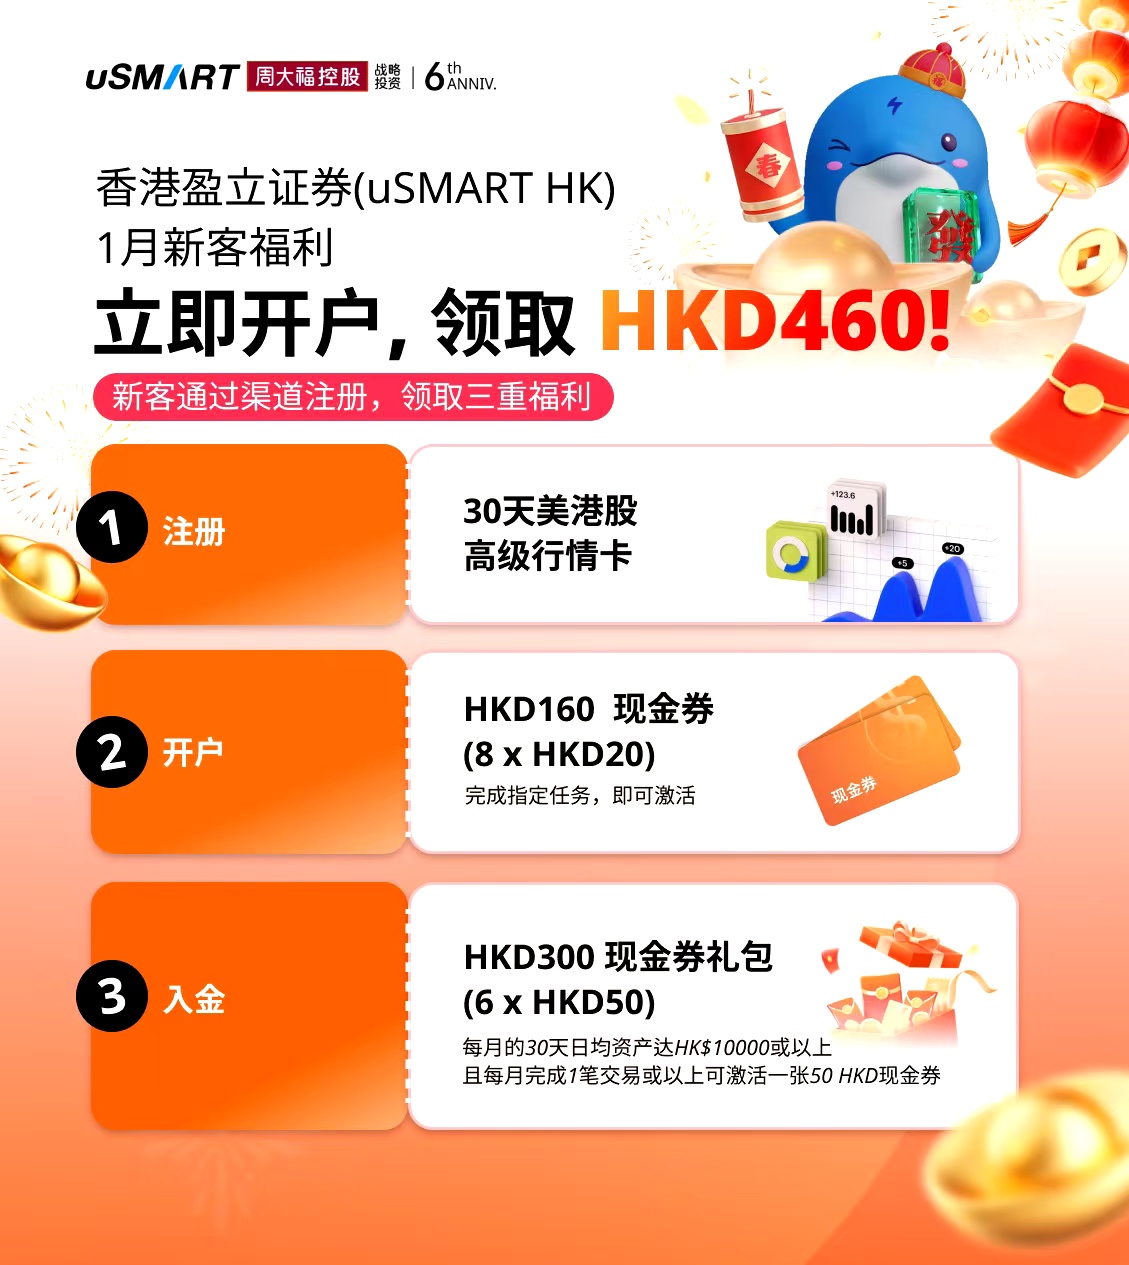 uSMART 周大福控股 战略投资 | 6th ANNIV.
春
發
香港盈立证券(uSMART HK)
1月新客福利
立即开户, 领取 HKD460!
新客通过渠道注册，领取三重福利
1 注册
30天美港股
高级行情卡
+123.6
+5
+20
2 开户
HKD160 现金券
(8 x HKD20)
完成指定任务，即可激活
现金券
3 入金
HKD300 现金券礼包
(6 x HKD50)
每月的30天日均资产达HK$10000或以上
且每月完成1笔交易或以上可激活一张50 HKD现金券